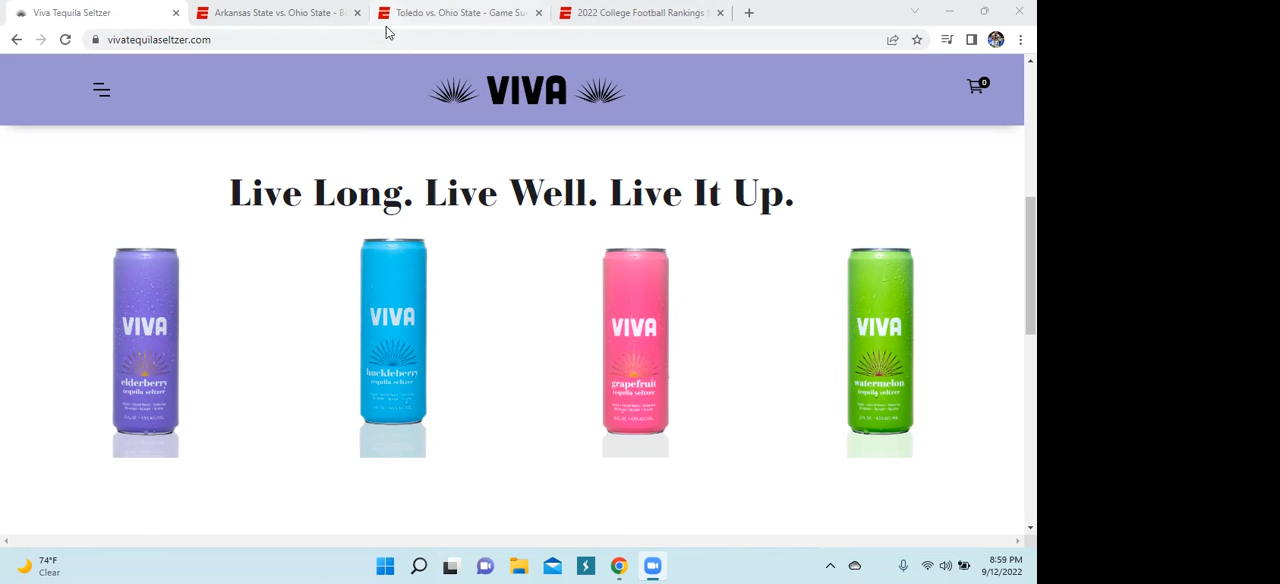 Viva Tequila Seltzer
Arkansas State vs. Ohio State - B
Toledo vs. Ohio State - Game Su
2022 College Football Rankings
vivatequilaseltzer.com
VIVA
0
Live Long. Live Well. Live It Up.
VIVA
elderberry
tequila seltzer
VIVA
huckleberry
tequila seltzer
VIVA
grapefruit
tequila seltzer
VIVA
watermelon
tequila seltzer
74°F
Clear
8:59 PM
9/12/2022